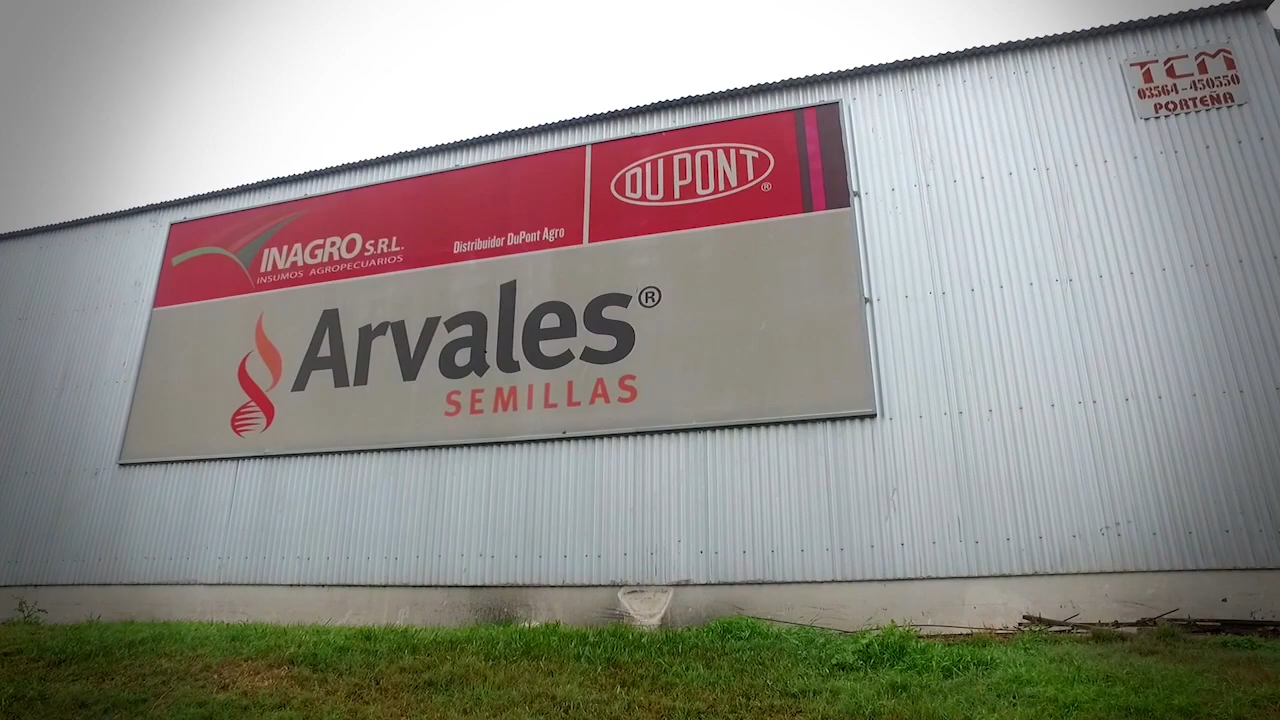 TCM
03564-450550
PORTEÑA
DU PONT®
INAGRO S.R.L.
INSUMOS AGROPECUARIOS
Distribuidor DuPont Agro
Arvales®
SEMILLAS